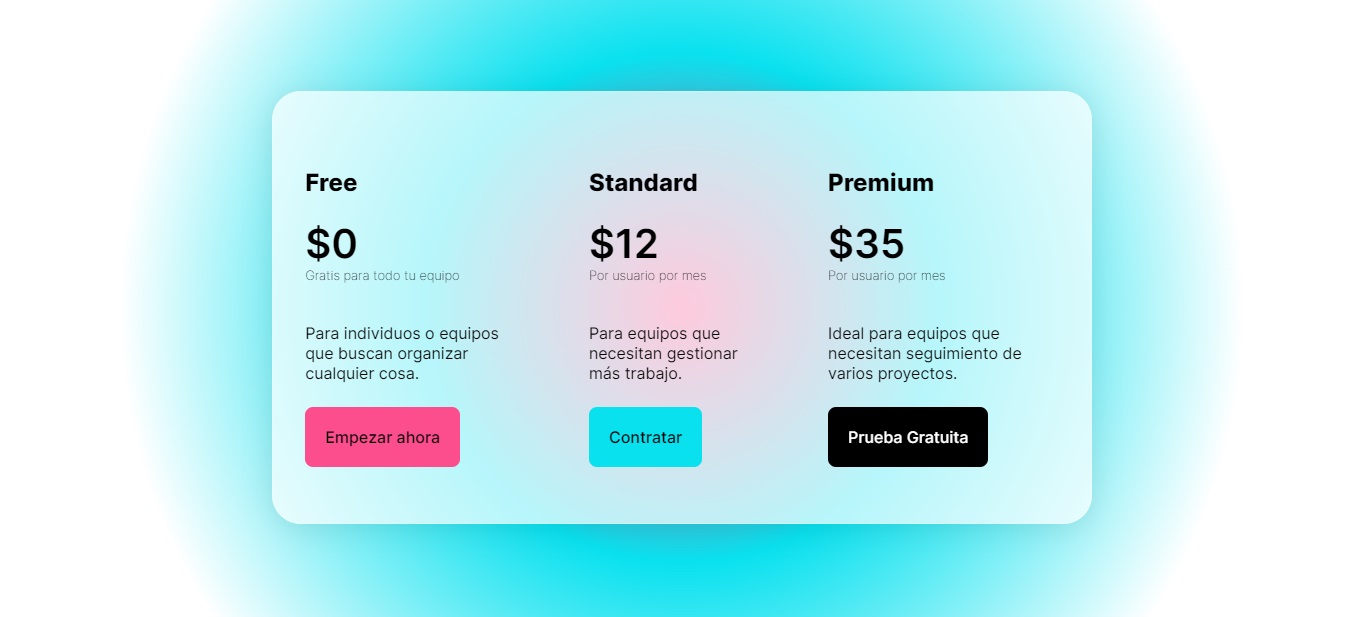 Free
$0
Gratis para todo tu equipo
Para individuos o equipos
que buscan organizar
cualquier cosa.
Empezar ahora
Standard
$12
Por usuario por mes
Para equipos que
necesitan gestionar
más trabajo.
Contratar
Premium
$35
Por usuario por mes
Ideal para equipos que
necesitan seguimiento de
varios proyectos.
Prueba Gratuita